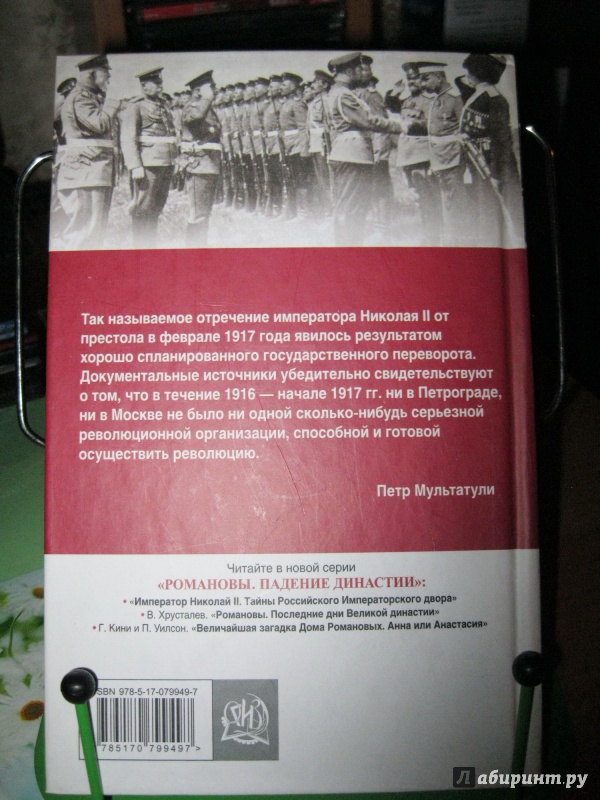 Так называемое отречение императора Николая II от
престола в феврале 1917 года явилось результатом
хорошо спланированного государственного переворота.
Документальные источники убедительно свидетельствуют
о том, что в течение 1916 — начале 1917 гг. ни в Петрограде,
ни в Москве не было ни одной сколько-нибудь серьезной
революционной организации, способной и готовой
осуществить революцию.
Петр Мультатули
Читайте в новой серии
«РОМАНОВЫ. ПАДЕНИЕ ДИНАСТИИ»:
• «Император Николай II. Тайны Российского Императорского двора»
• В. Хрусталев. «Романовы. Последние дни Великой династии»
• Г. Кини и П. Уилсон. «Величайшая загадка Дома Романовых. Анна или Анастасия»
ISBN 978-5-17-079949-7
785170 799497 >
Лабиринт.ру